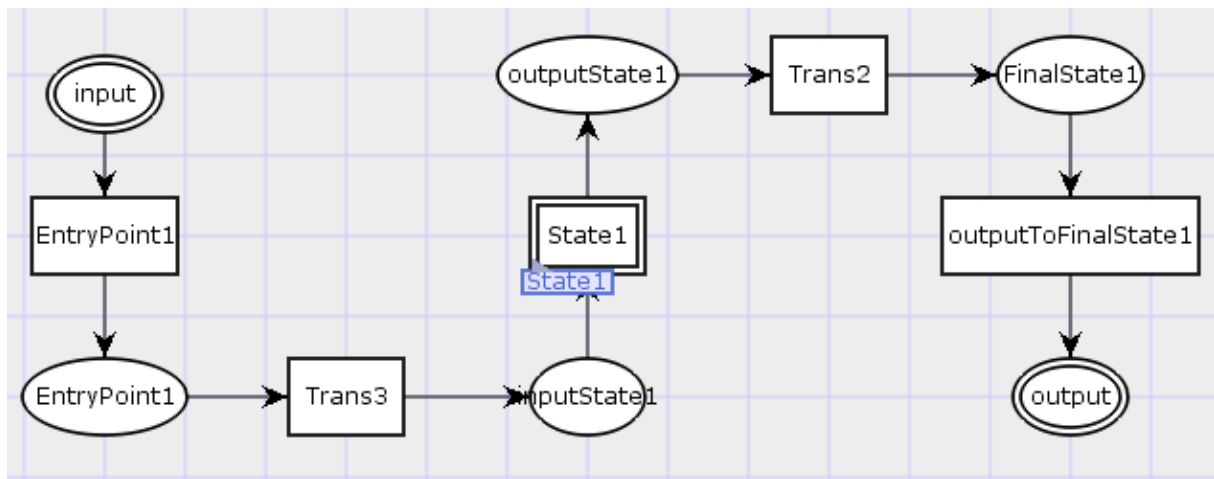 input
EntryPoint1
EntryPoint1
Trans3
inputState1
State1
State1
outputState1
Trans2
FinalState1
outputToFinalState1
output